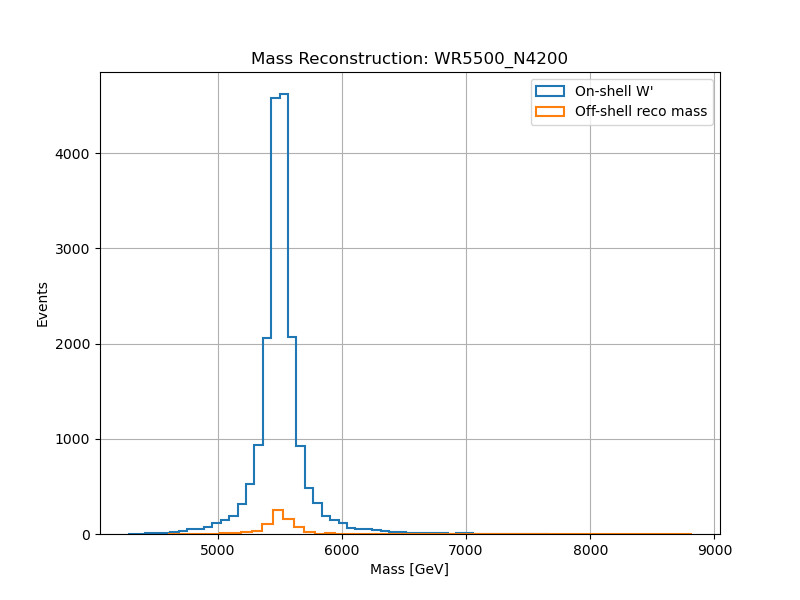 Mass Reconstruction: WR5500_N4200
On-shell W'
Off-shell reco mass
Events
4000
3000
2000
1000
0
5000 6000 7000 8000 9000
Mass [GeV]